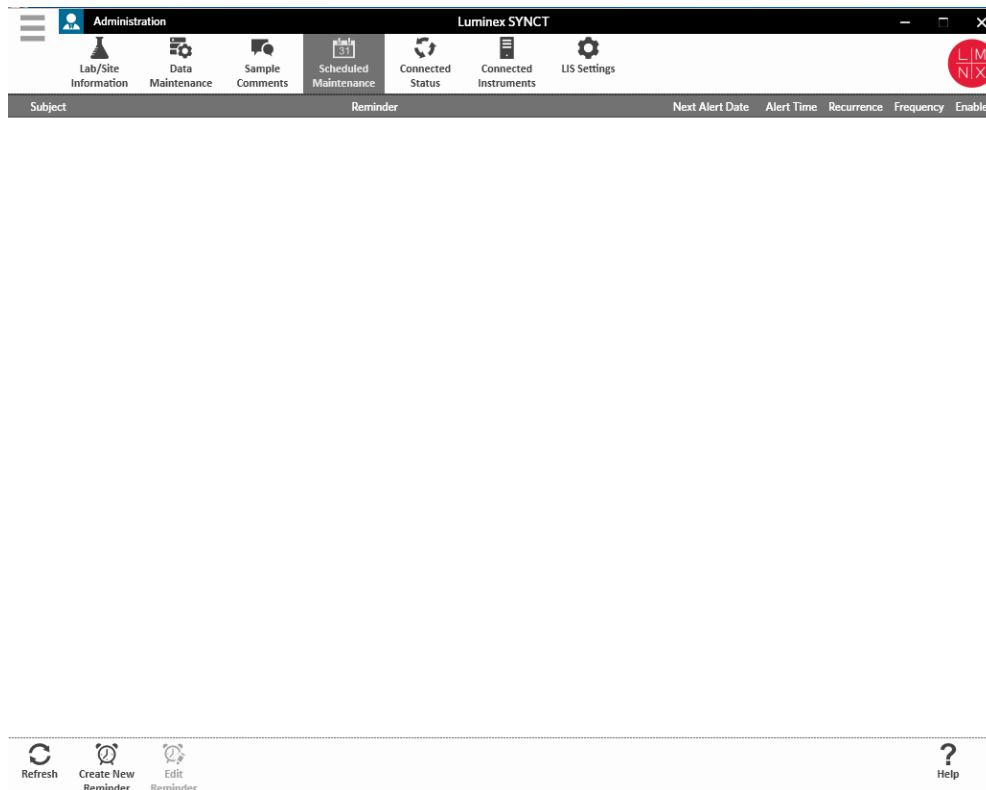 Administration
Luminex SYNCT
Lab/Site
Information
Data
Maintenance
Sample
Comments
31
Scheduled
Maintenance
Connected
Status
Connected
Instruments
LIS Settings
L M
N X
Subject Reminder Next Alert Date Alert Time Recurrence Frequency Enable
Refresh
Create New
Reminder
Edit
Reminder
?
Help